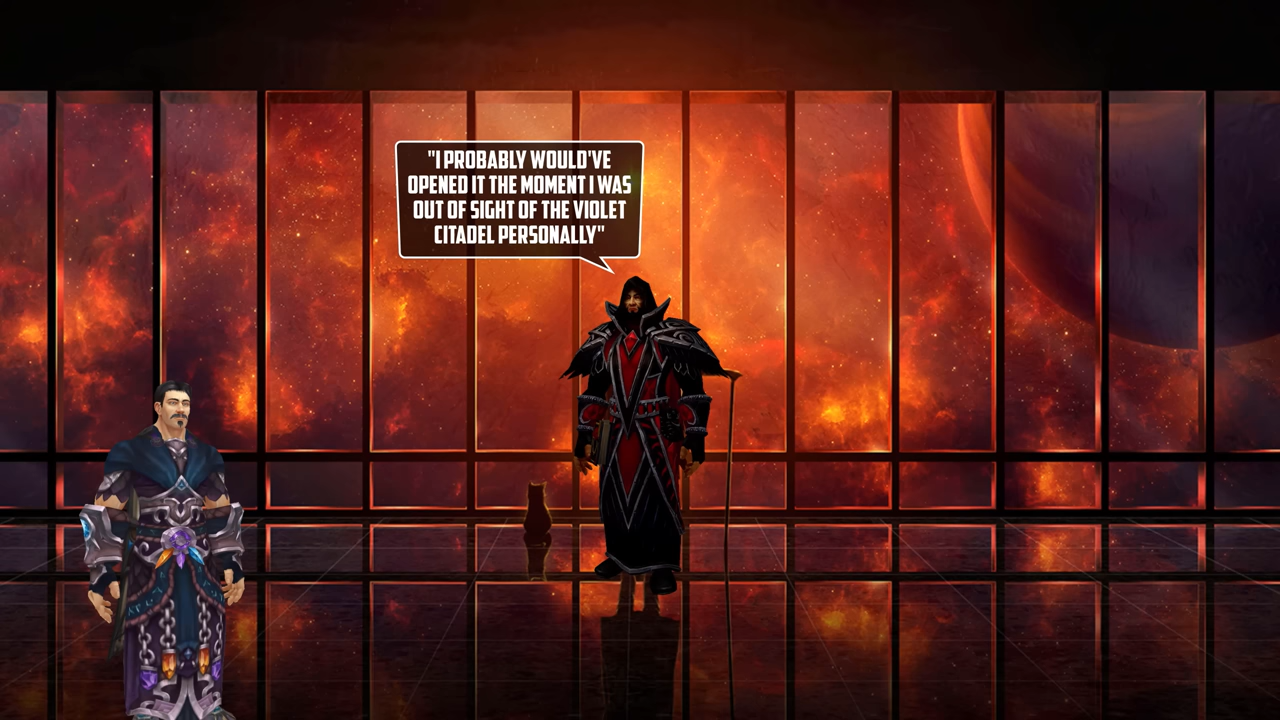 "I PROBABLY WOULD'VE
OPENED IT THE MOMENT I WAS
OUT OF SIGHT OF THE VIOLET
CITADEL PERSONALLY"